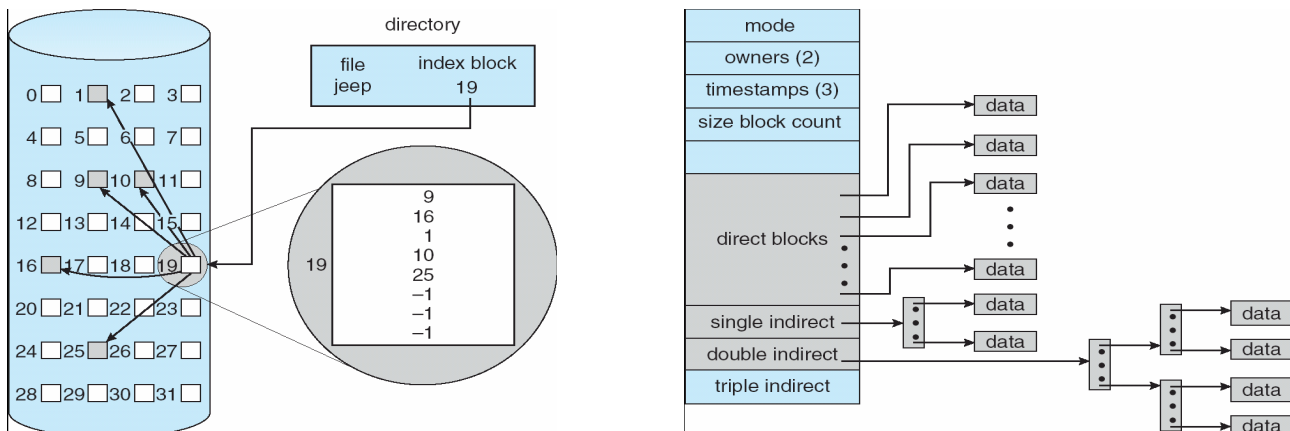 directory
file index block
jeep 19
0 1 2 3
4 5 6 7
8 9 10 11
12 13 14 15
16 17 18 19
20 21 22 23
24 25 26 27
28 29 30 31
19
9
16
1
10
25
–1
–1
–1
mode
owners (2)
timestamps (3)
size block count
direct blocks
single indirect
double indirect
triple indirect
data
data
data
data
data
data
data
data
data
data